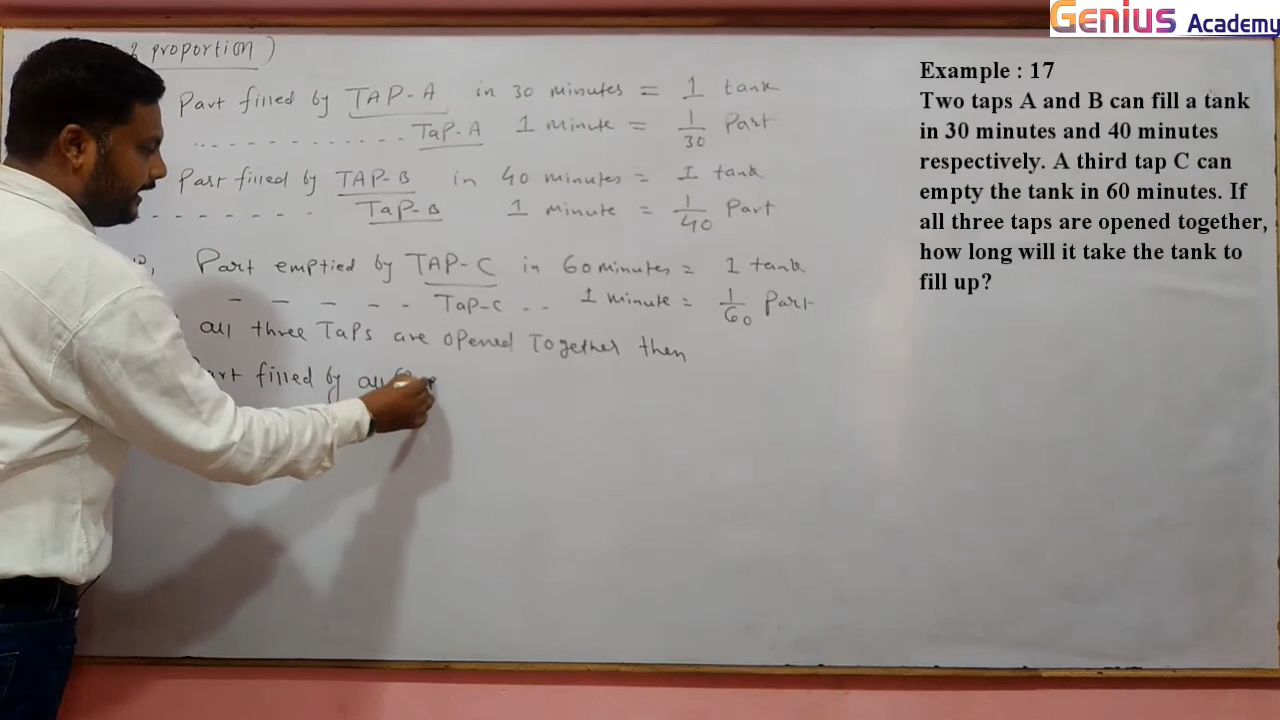 Genius Academy
& proportion)
Part filled by TAP-A in 30 minutes = 1 tank
- - - - - - - - - - TaP-A 1 minute = 1/30 Part
Part filled by TAP-B in 40 minutes = 1 tank
- - - - - - - TaP-B 1 minute = 1/40 Part
Part emptied by TAP-C in 60 minutes = 1 tank
- - - - - TaP-C - - 1 minute = 1/60 Part
all three TaPs are opened Together then
art filled by all
Example : 17
Two taps A and B can fill a tank
in 30 minutes and 40 minutes
respectively. A third tap C can
empty the tank in 60 minutes. If
all three taps are opened together,
how long will it take the tank to
fill up?